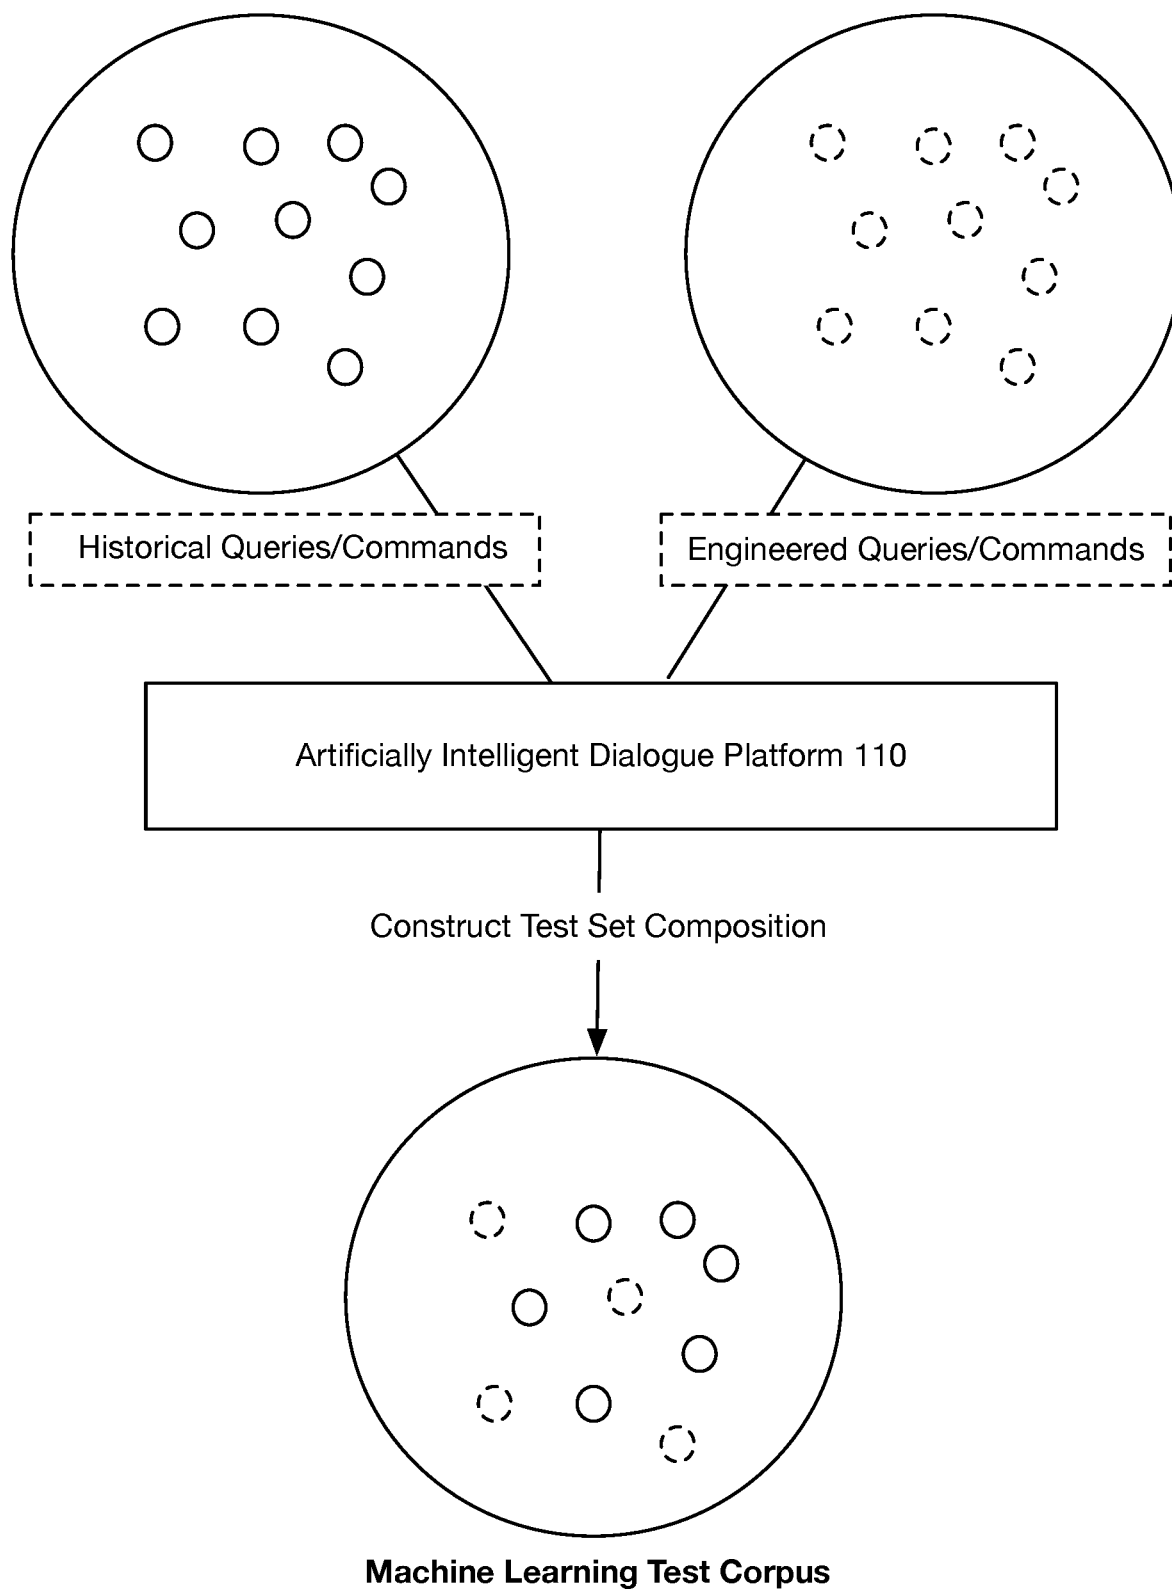 Historical Queries/Commands
Engineered Queries/Commands
Artificially Intelligent Dialogue Platform 110
Construct Test Set Composition
Machine Learning Test Corpus